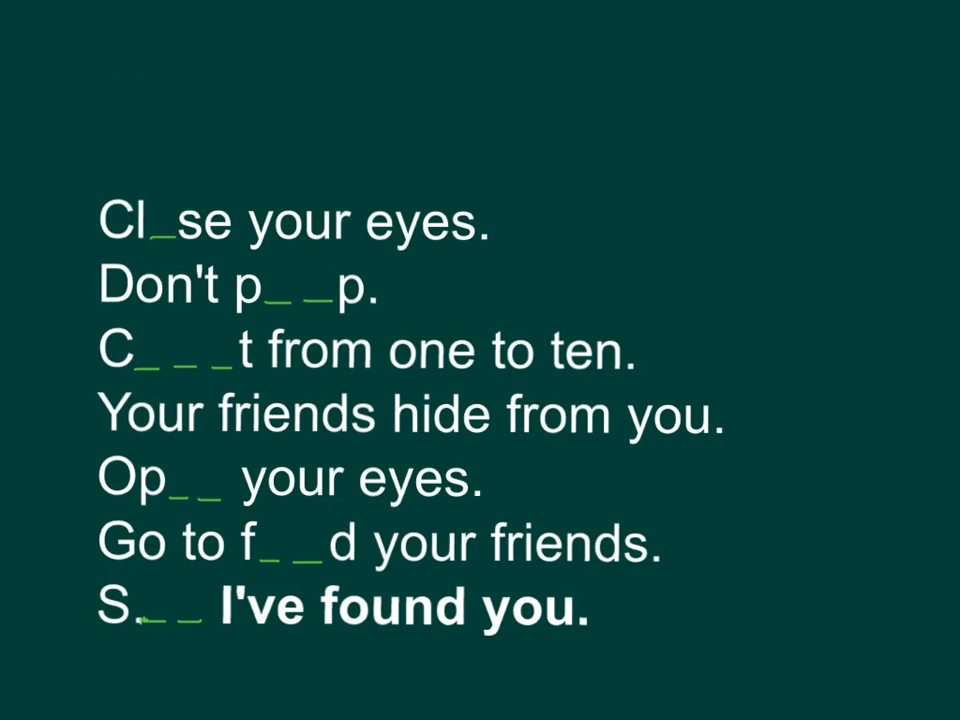 Cl_se your eyes.
Don't p_ _p.
C_ _ _t from one to ten.
Your friends hide from you.
Op_ _ your eyes.
Go to f_ _d your friends.
S._ _ I've found you.